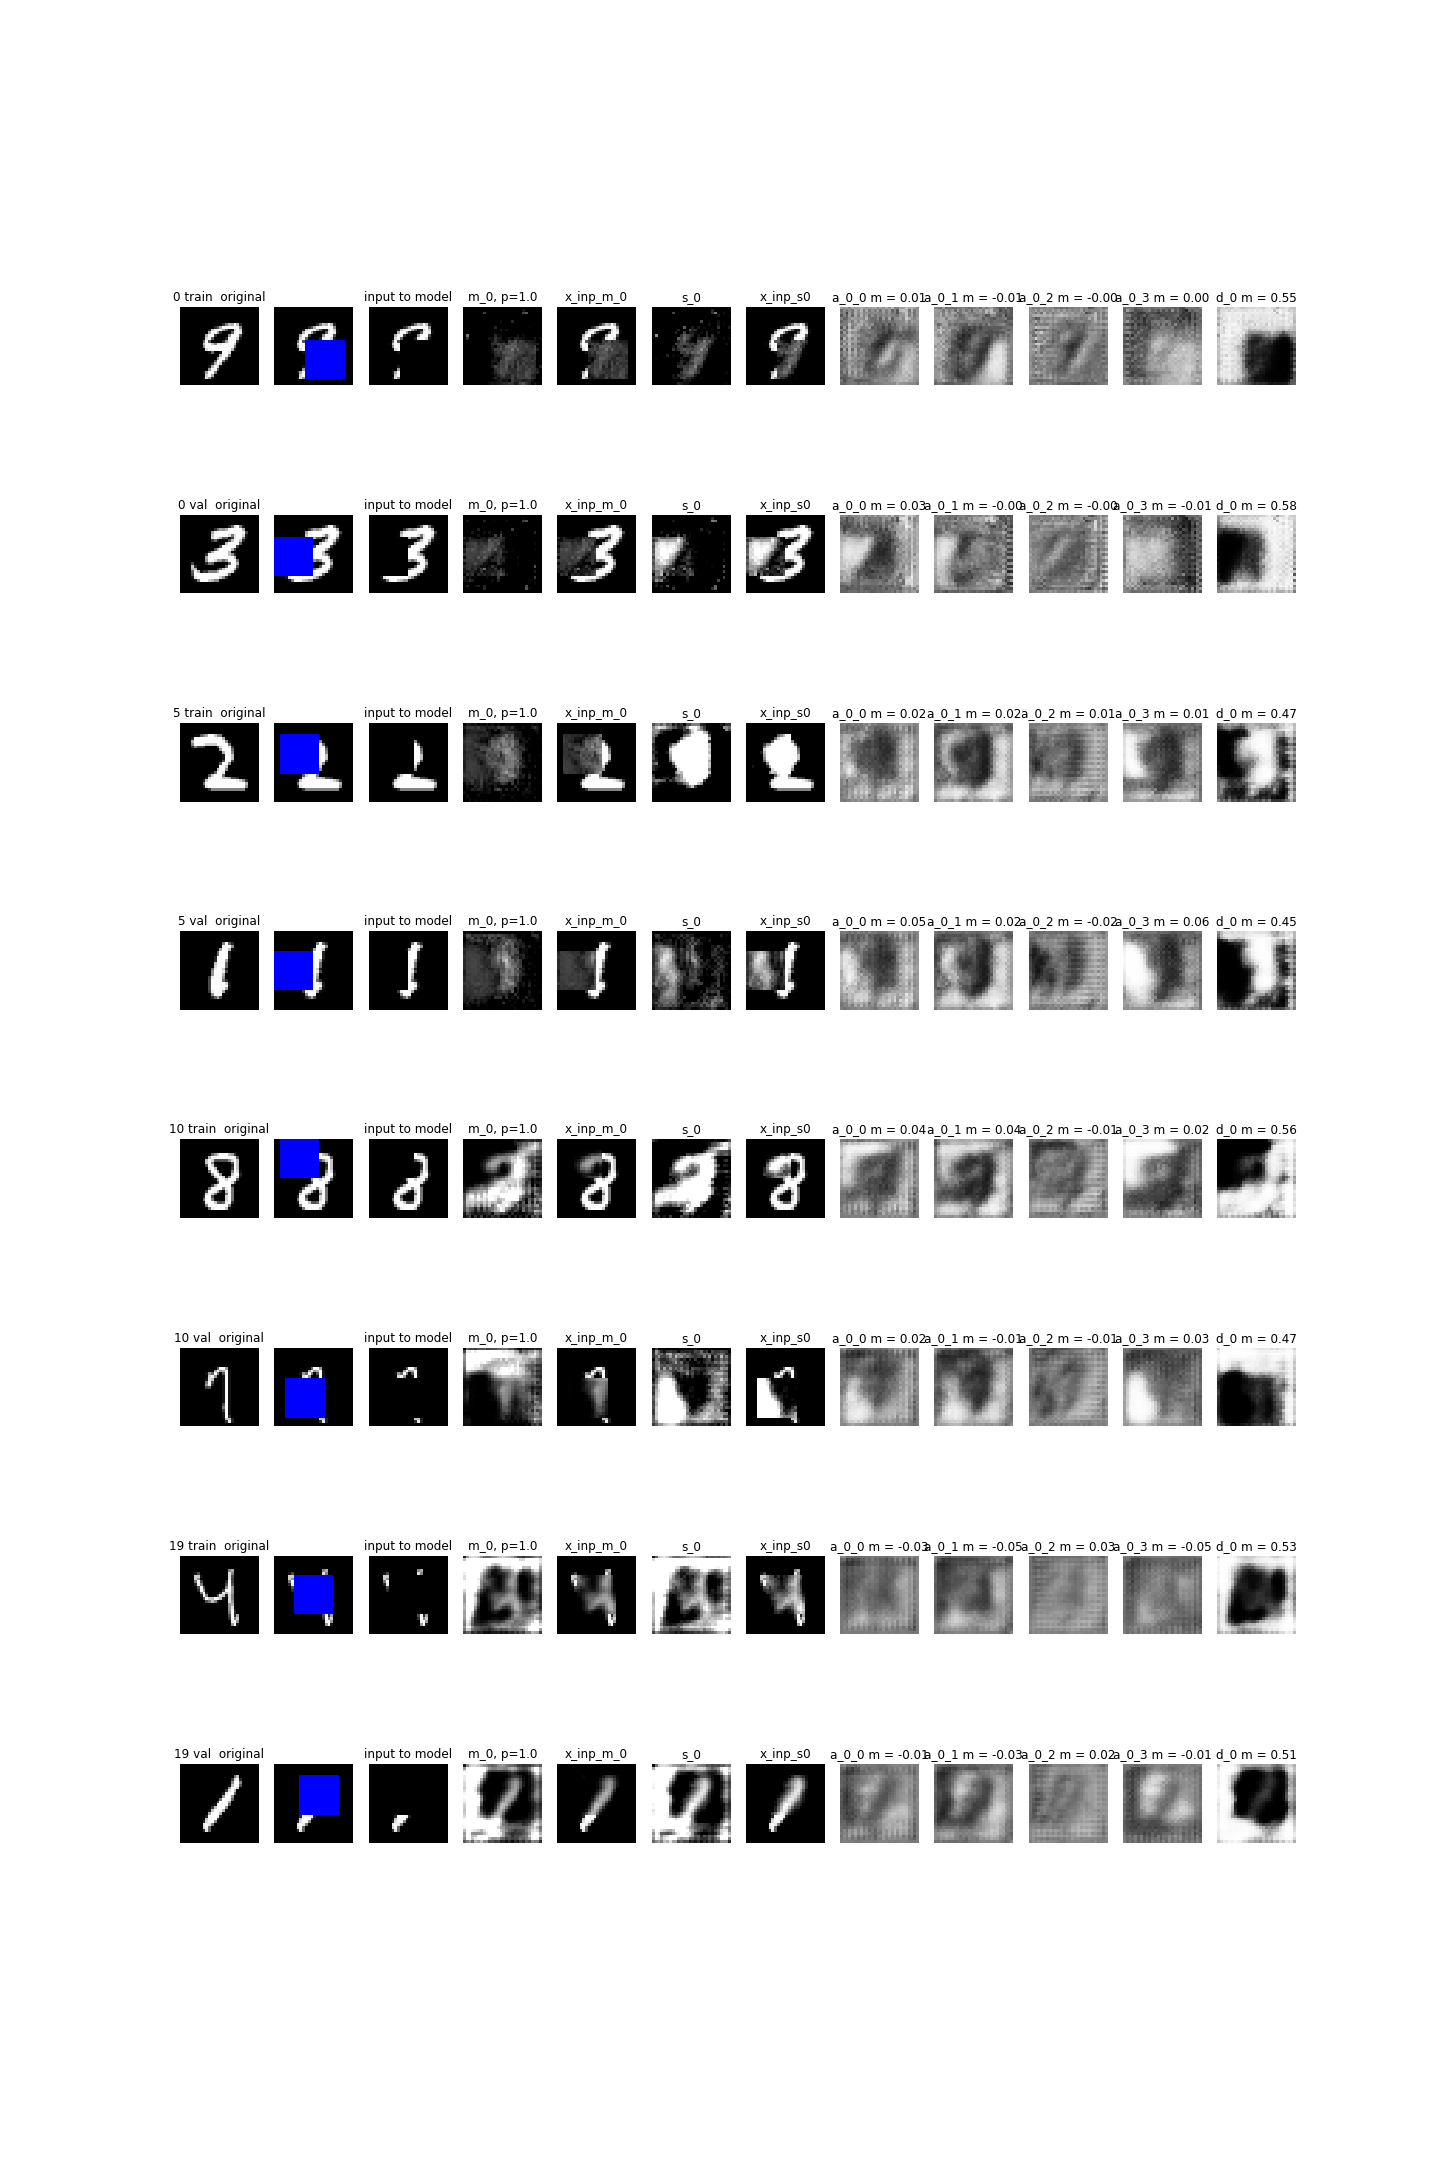 0 train  original input to model m_0, p=1.0 x_inp_m_0 s_0 x_inp_s0 a_0_0 m = 0.01 a_0_1 m = -0.01 a_0_2 m = -0.00 a_0_3 m = 0.00 d_0 m = 0.55
9
0 val  original input to model m_0, p=1.0 x_inp_m_0 s_0 x_inp_s0 a_0_0 m = 0.03 a_0_1 m = -0.00 a_0_2 m = -0.00 a_0_3 m = -0.01 d_0 m = 0.58
3
5 train  original input to model m_0, p=1.0 x_inp_m_0 s_0 x_inp_s0 a_0_0 m = 0.02 a_0_1 m = 0.02 a_0_2 m = 0.01 a_0_3 m = 0.01 d_0 m = 0.47
2
5 val  original input to model m_0, p=1.0 x_inp_m_0 s_0 x_inp_s0 a_0_0 m = 0.05 a_0_1 m = 0.02 a_0_2 m = -0.02 a_0_3 m = 0.06 d_0 m = 0.45
1
10 train  original input to model m_0, p=1.0 x_inp_m_0 s_0 x_inp_s0 a_0_0 m = 0.04 a_0_1 m = 0.04 a_0_2 m = -0.01 a_0_3 m = 0.02 d_0 m = 0.56
8
10 val  original input to model m_0, p=1.0 x_inp_m_0 s_0 x_inp_s0 a_0_0 m = 0.02 a_0_1 m = -0.01 a_0_2 m = -0.01 a_0_3 m = 0.03 d_0 m = 0.47
7
19 train  original input to model m_0, p=1.0 x_inp_m_0 s_0 x_inp_s0 a_0_0 m = -0.03 a_0_1 m = -0.05 a_0_2 m = 0.03 a_0_3 m = -0.05 d_0 m = 0.53
4
19 val  original input to model m_0, p=1.0 x_inp_m_0 s_0 x_inp_s0 a_0_0 m = -0.01 a_0_1 m = -0.03 a_0_2 m = 0.02 a_0_3 m = -0.01 d_0 m = 0.51
1